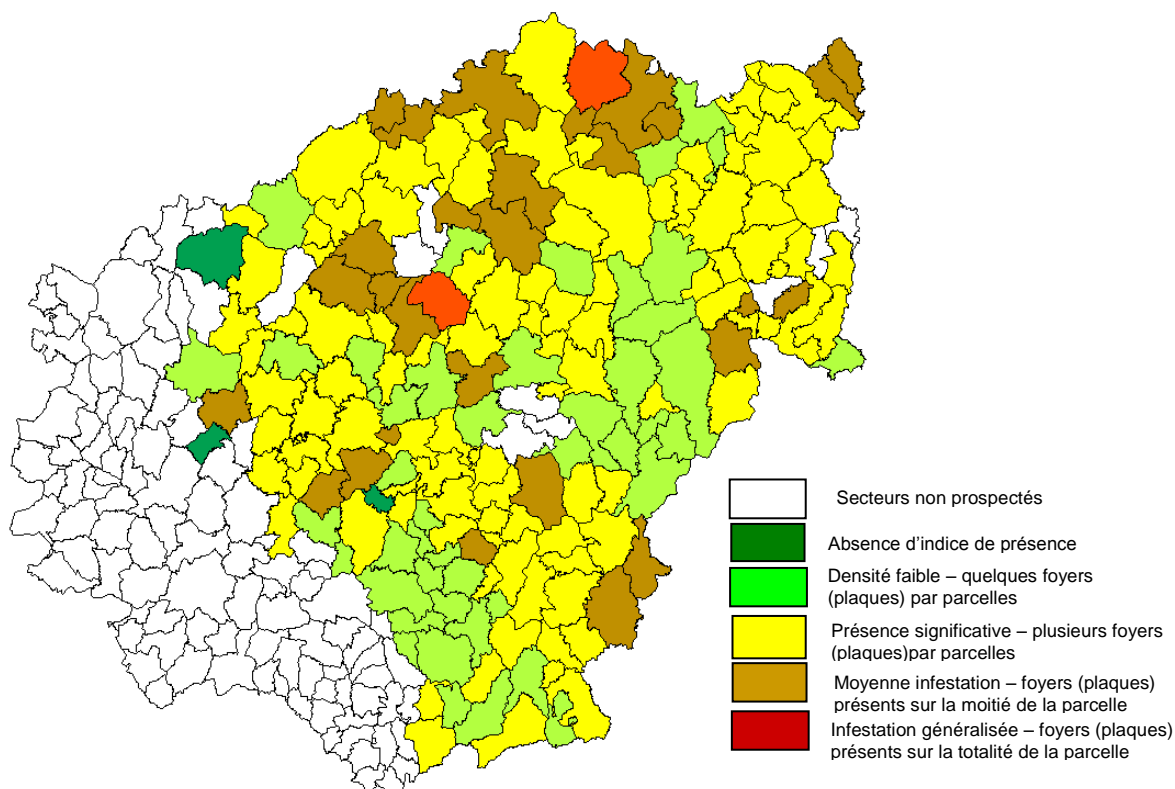 Secteurs non prospectés
Absence d'indice de présence
Densité faible – quelques foyers
(plaques) par parcelles
Présence significative – plusieurs foyers
(plaques)par parcelles
Moyenne infestation – foyers (plaques)
présents sur la moitié de la parcelle
Infestation généralisée – foyers (plaques)
présents sur la totalité de la parcelle